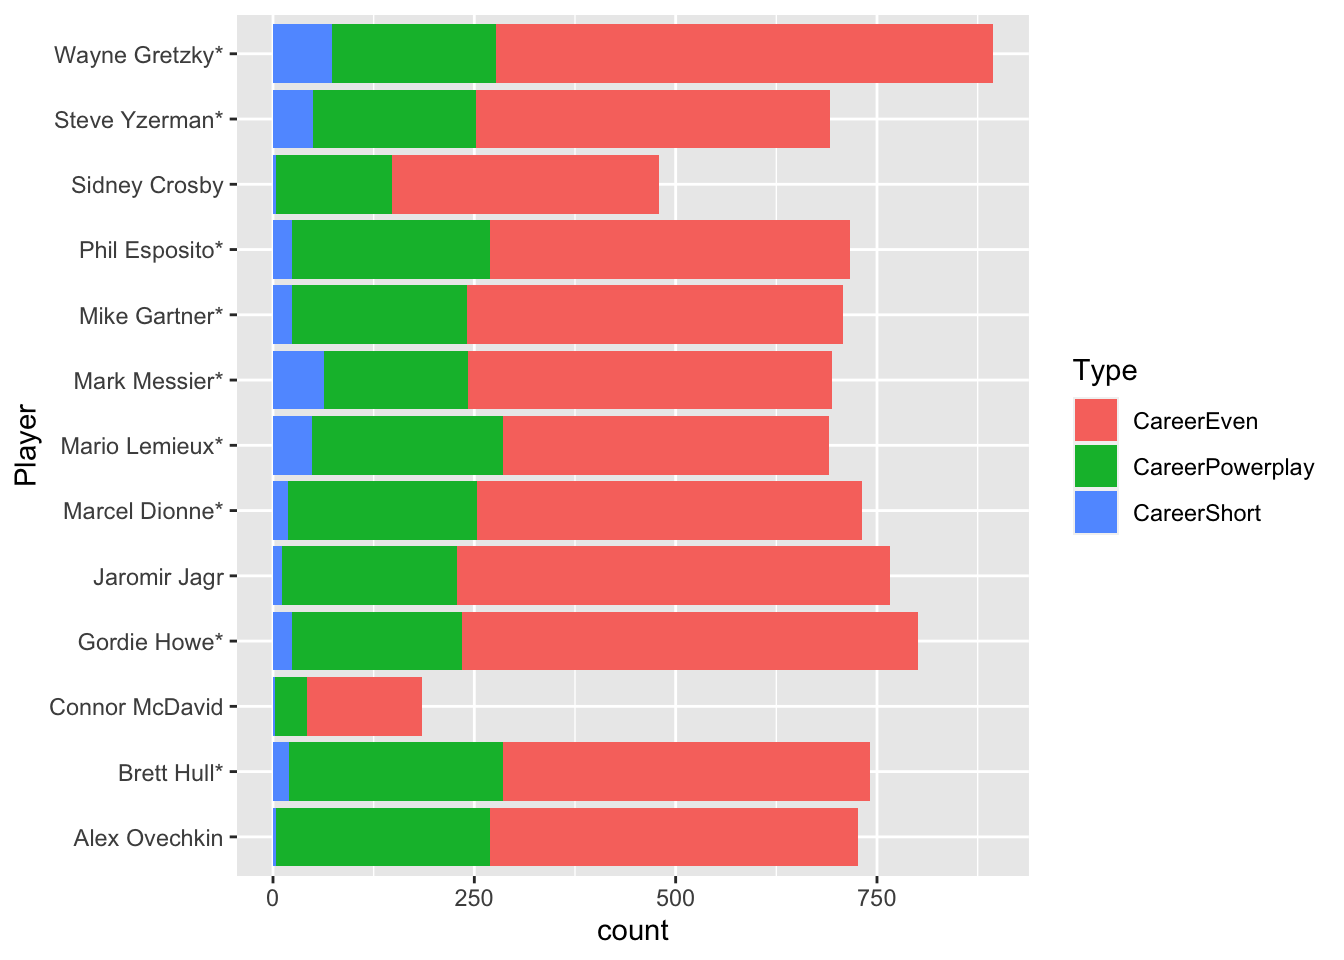 Wayne Gretzky*
Steve Yzerman*
Sidney Crosby
Phil Esposito*
Mike Gartner*
Mark Messier*
Mario Lemieux*
Marcel Dionne*
Jaromir Jagr
Gordie Howe*
Connor McDavid
Brett Hull*
Alex Ovechkin
Player
0 250 500 750
count
Type
CareerEven
CareerPowerplay
CareerShort